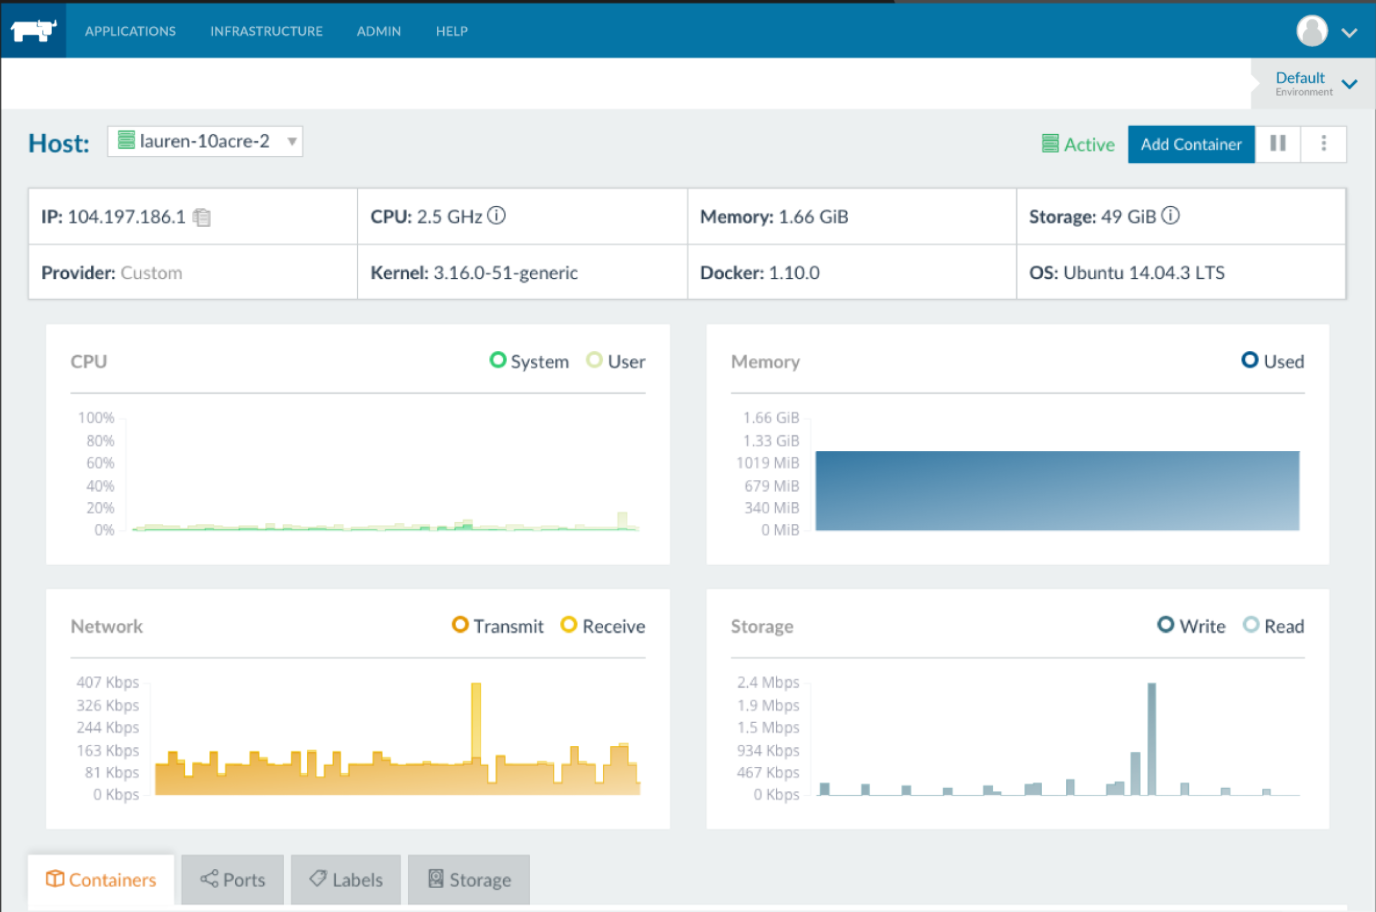 APPLICATIONS INFRASTRUCTURE ADMIN HELP
Default
Environment
Host: lauren-10acre-2 Active Add Container
IP: 104.197.186.1 CPU: 2.5 GHz Memory: 1.66 GiB Storage: 49 GiB
Provider: Custom Kernel: 3.16.0-51-generic Docker: 1.10.0 OS: Ubuntu 14.04.3 LTS
CPU System User
100%
80%
60%
40%
20%
0%
Memory Used
1.66 GiB
1.33 GiB
1019 MiB
679 MiB
340 MiB
0 MiB
Network Transmit Receive
407 Kbps
326 Kbps
244 Kbps
163 Kbps
81 Kbps
0 Kbps
Storage Write Read
2.4 Mbps
1.9 Mbps
1.5 Mbps
934 Kbps
467 Kbps
0 Kbps
Containers Ports Labels Storage